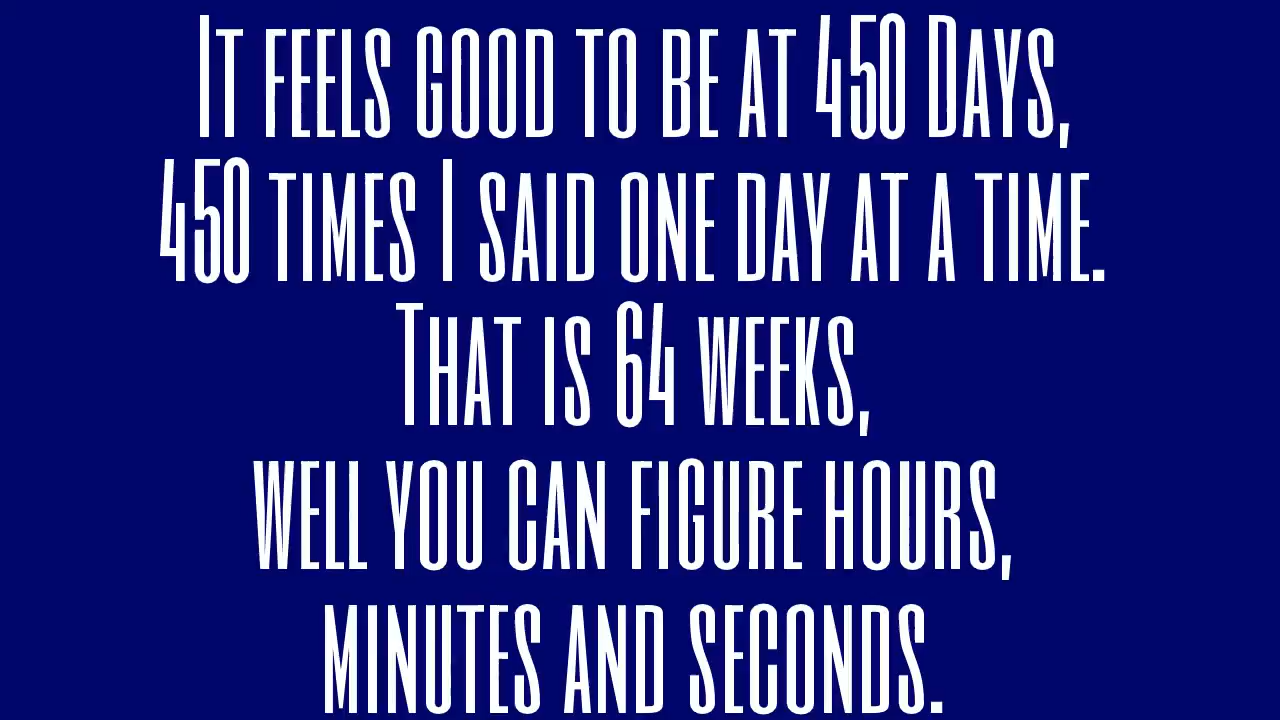 It feels good to be at 450 Days,
450 times I said one day at a time.
That is 64 weeks,
well you can figure hours,
minutes and seconds.